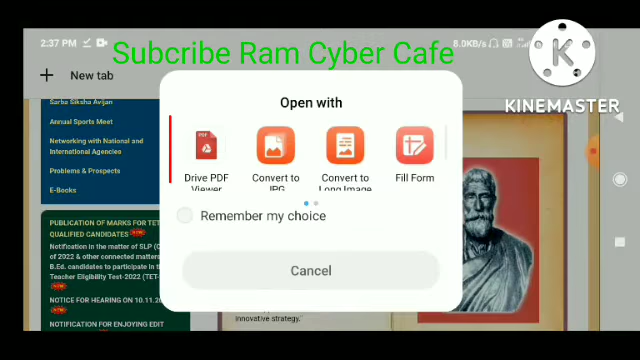 2:37 PM
8.0KB/s
Subcribe Ram Cyber Cafe
K
KINEMASTER
+ New tab
Sarba Siksha Avijan
Annual Sports Meet
Networking with National and
International Agencies
Problems & Prospects
E-Books
Open with
PDF
Drive PDF
Viewer
Convert to
JPG
Convert to
Long Image
Fill Form
Remember my choice
Cancel
PUBLICATION OF MARKS FOR TET
QUALIFIED CANDIDATES
Notification in the matter of SLP (C
of 2022 & other connected matters
B.Ed. candidates to participate in t
Teacher Eligibility Test-2022 (TET-
NOTICE FOR HEARING ON 10.11.20
NOTIFICATION FOR ENJOYING EDIT
innovative strategy."